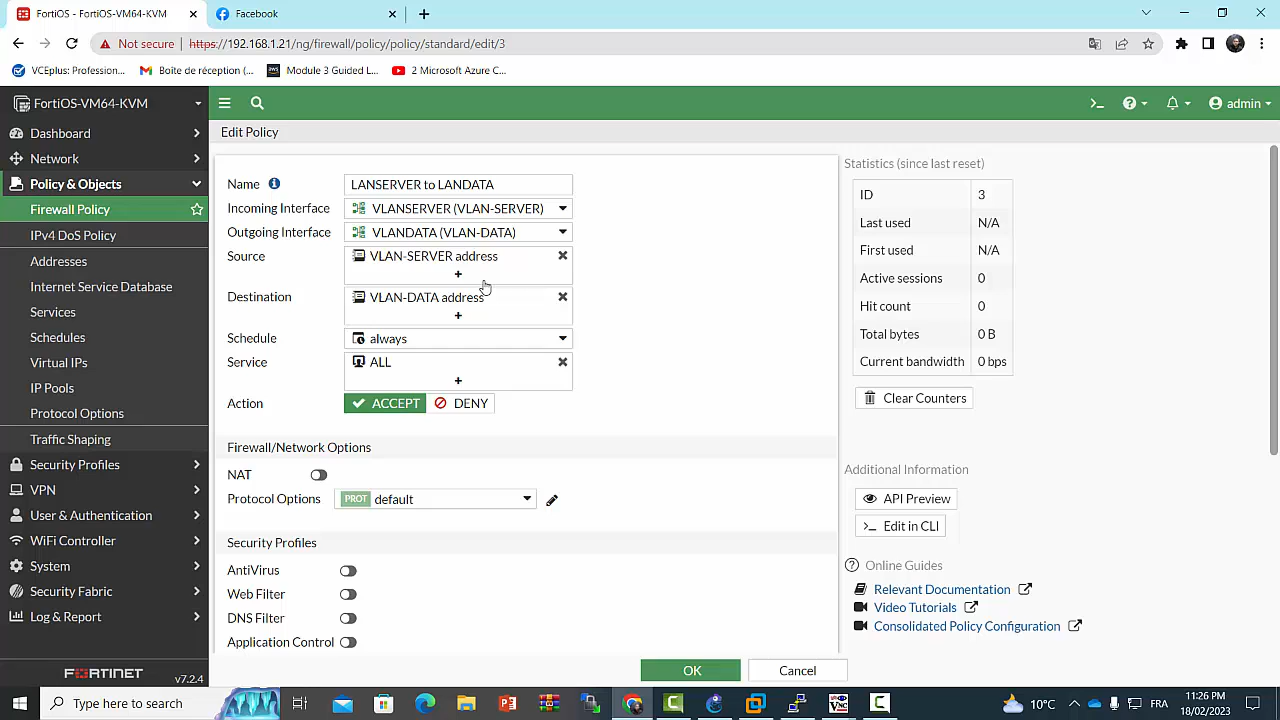 FortiOS - FortiOS-VM64-KVM
Facebook
Not secure
https://192.168.1.21/ng/firewall/policy/policy/standard/edit/3
VCEplus: Profession...
Boîte de réception (...
aws
Module 3 Guided L...
2 Microsoft Azure C...
FortiOS-VM64-KVM
admin
Dashboard
Network
Policy & Objects
Firewall Policy
IPv4 DoS Policy
Addresses
Internet Service Database
Services
Schedules
Virtual IPs
IP Pools
Protocol Options
Traffic Shaping
Security Profiles
VPN
User & Authentication
WiFi Controller
System
Security Fabric
Log & Report
FORTINET
v7.2.4
Edit Policy
Name
LANSERVER to LANDATA
Incoming Interface
VLANSERVER (VLAN-SERVER)
Outgoing Interface
VLANDATA (VLAN-DATA)
Source
VLAN-SERVER address
+
Destination
VLAN-DATA address
+
Schedule
always
Service
ALL
+
Action
ACCEPT
DENY
Firewall/Network Options
NAT
Protocol Options
PROT
default
Security Profiles
AntiVirus
Web Filter
DNS Filter
Application Control
OK
Cancel
Statistics (since last reset)
ID 3
Last used N/A
First used N/A
Active sessions 0
Hit count 0
Total bytes 0 B
Current bandwidth 0 bps
Clear Counters
Additional Information
API Preview
>_ Edit in CLI
Online Guides
Relevant Documentation
Video Tutorials
Consolidated Policy Configuration
Type here to search
10°C
FRA
11:26 PM
18/02/2023